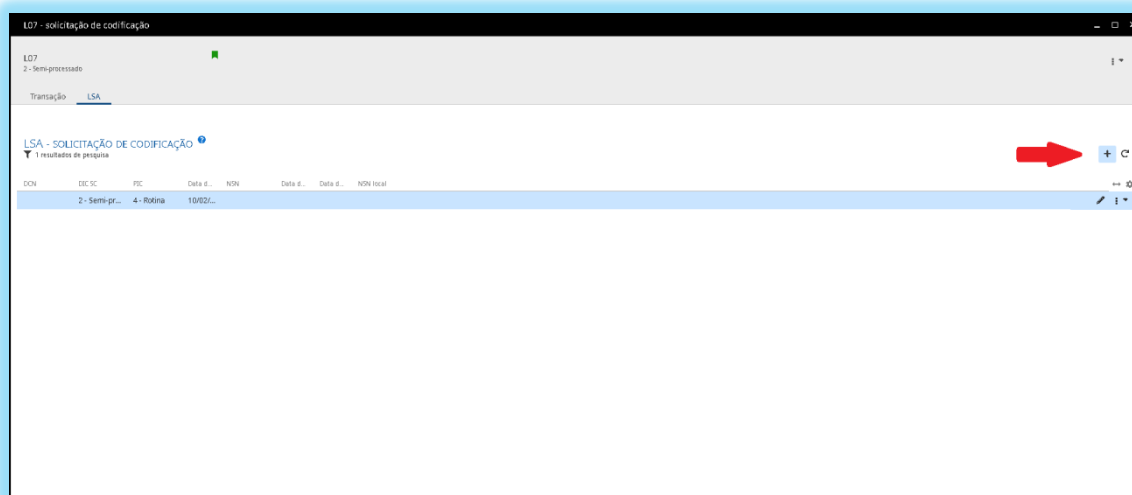 L07 - solicitação de codificação
L07
2 - Semi-processado
Transação LSA
LSA - SOLICITAÇÃO DE CODIFICAÇÃO
1 resultados de pesquisa
DCN DIC SC PIC Data d... NSN Data d... Data d... NSN local
2 - Semi-pr... 4 - Rotina 10/02/...